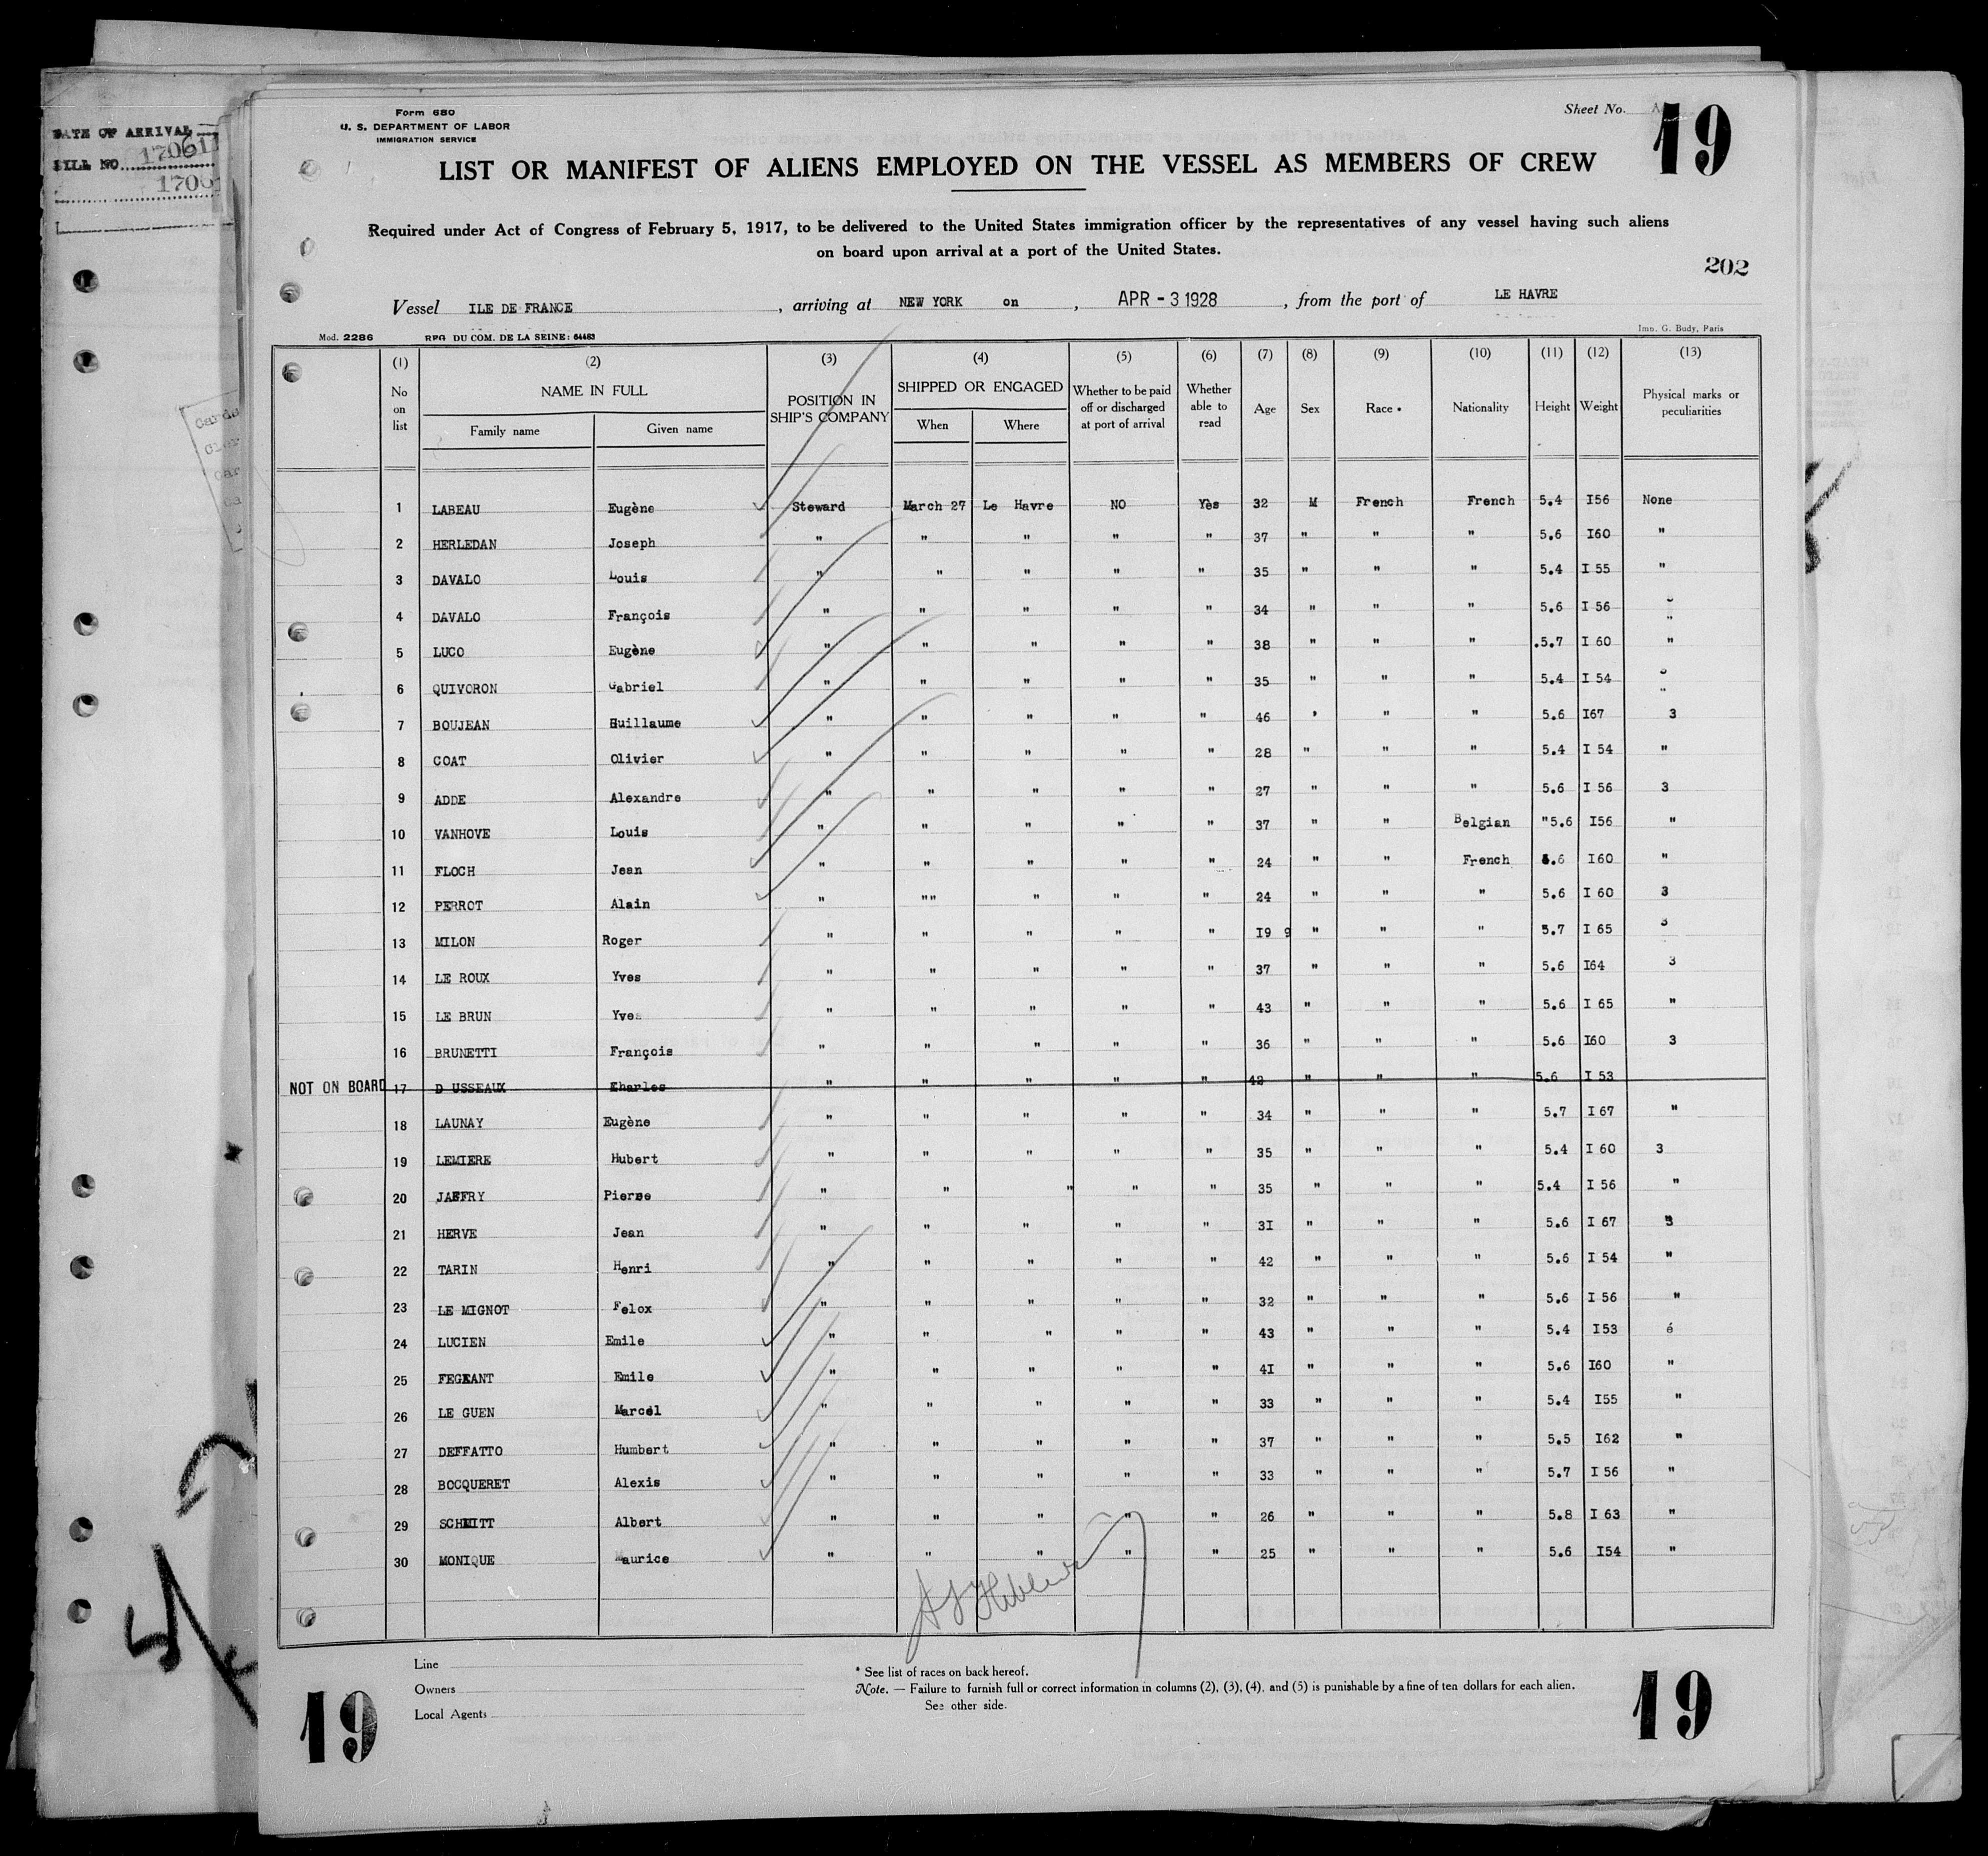 DATE OF ARRIVAL
FILE NO. 170611
Form 680
U. S. DEPARTMENT OF LABOR
IMMIGRATION SERVICE
Sheet No.
19
LIST OR MANIFEST OF ALIENS EMPLOYED ON THE VESSEL AS MEMBERS OF CREW
Required under Act of Congress of February 5, 1917, to be delivered to the United States immigration officer by the representatives of any vessel having such aliens
on board upon arrival at a port of the United States.
202
Vessel ILE DE FRANCE, arriving at NEW YORK on, APR - 3 1928, from the port of LE HAVRE
Mod. 2286 RPG DU COM. DE LA SEINE: 64463 Imp. G. Budy, Paris
(1) (2) (3) (4) (5) (6) (7) (8) (9) (10) (11) (12) (13)
No on list NAME IN FULL Family name Given name POSITION IN SHIP'S COMPANY SHIPPED OR ENGAGED When Where Whether to be paid off or discharged at port of arrival Whether able to read Age Sex Race * Nationality Height Weight Physical marks or peculiarities
1 LABEAU Eugène Steward March 27 Le Havre NO Yes 32 M French French 5.4 I56 None
2 HERLEDAN Joseph " " " " " 37 " " " 5.6 I60 "
3 DAVALO Louis " " " " " 35 " " " 5.4 I 55 "
4 DAVALO François " " " " " 34 " " " 5.6 I 56 "
5 LUCO Eugène " " " " " 38 " " " .5.7 I 60 "
6 QUIVORON Gabriel " " " " " 35 " " " 5.4 I 54 "
7 BOUJEAN Guillaume " " " " " 46 ' " " 5.6 I67 3
8 COAT Olivier " " " " " 28 " " " 5.4 I 54 "
9 ADDE Alexandre " " " " " 27 " " " 5.6 I 56 3
10 VANHOVE Louis " " " " " 37 " " Belgian "5.6 I56 "
11 FLOCH Jean " " " " " 24 " " French 5.6 I60 "
12 PERROT Alain " "" " " " 24 " " " 5.6 I 60 3
13 MILON Roger " " " " " I9 9 " " " 5.7 I 65 3
14 LE ROUX Yves " " " " " 37 " " " 5.6 I64 3
15 LE BRUN Yves " " " " " 43 " " " 5.6 I 65 "
16 BRUNETTI François " " " " " 36 " " " 5.6 I60 3
NOT ON BOARD 17 D USSEAUX Charles " " " " " 42 " " " 5.6 I 53
18 LAUNAY Eugène " " " " " 34 " " " 5.7 I 67 "
19 LEMIERE Hubert " " " " " 35 " " " 5.4 I 60 3
20 JAFFRY Pierre " " " " " 35 " " " 5.4 I 56 "
21 HERVE Jean " " " " " 3I " " " 5.6 I 67 "
22 TARIN Henri " " " " " 42 " " " 5.6 I 54 "
23 LE MIGNOT Felox " " " " " 32 " " " 5.6 I 56 "
24 LUCIEN Emile " " " " " 43 " " " 5.4 I53 é
25 FEGEANT Emile " " " " " 4I " " " 5.6 I60 "
26 LE GUEN Marcel " " " " " 33 " " " 5.4 I55 "
27 DEFFATTO Humbert " " " " " 37 " " " 5.5 I62 "
28 BOCQUERET Alexis " " " " " 33 " " " 5.7 I 56 "
29 SCHMITT Albert " " " " " 26 " " " 5.8 I 63 "
30 MONIQUE Maurice " " " " " 25 " " " 5.6 I54 "
Line
Owners
Local Agents
* See list of races on back hereof.
Note. — Failure to furnish full or correct information in columns (2), (3), (4), and (5) is punishable by a fine of ten dollars for each alien.
See other side.
19
19